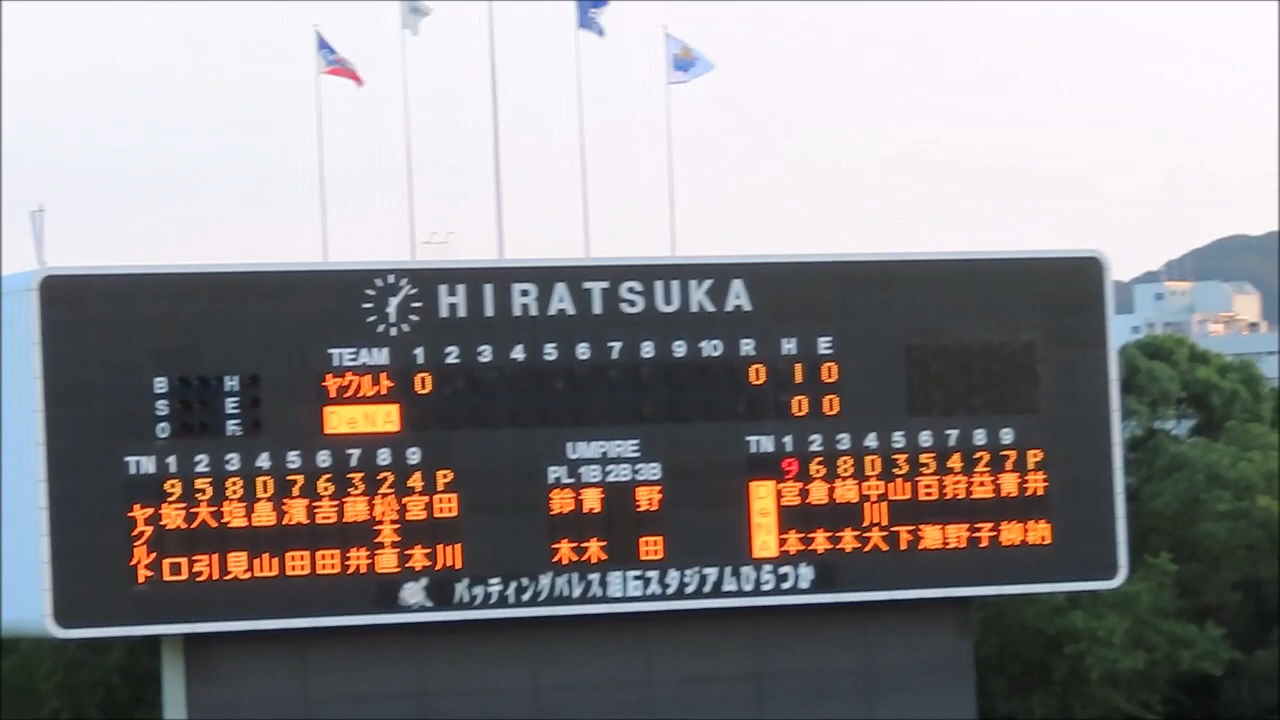 HIRATSUKA
TEAM 1 2 3 4 5 6 7 8 9 10 R H E
ヤクルト 0 0 1 0
DeNA 0 0
B H
S E
O F
UMPIRE
PL 1B 2B 3B
鈴木 青木 野田
TN 1 2 3 4 5 6 7 8 9
9 5 8 D 7 6 3 2 4 P
ヤクルト 坂口 大引 塩見 畠山 濱田 吉田 藤井 松本直 宮本 田川
TN 1 2 3 4 5 6 7 8 9
9 6 8 D 3 5 4 2 7 P
DeNA 宮本 倉本 楠本 中川大 山下 百瀬 狩野 益子 青柳 井納
バッティングパレス相石スタジアムひらつか